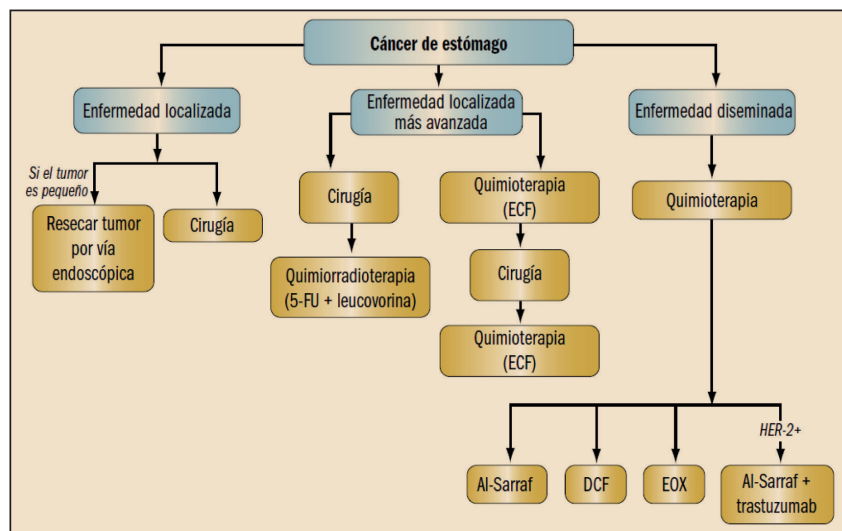 Cáncer de estómago
Enfermedad localizada
Enfermedad localizada
más avanzada
Enfermedad diseminada
Si el tumor
es pequeño
Resecar tumor
por vía
endoscópica
Cirugía
Cirugía
Quimiorradioterapia
(5-FU + leucovorina)
Quimioterapia
(ECF)
Cirugía
Quimioterapia
(ECF)
Quimioterapia
HER-2+
Al-Sarraf
DCF
EOX
Al-Sarraf +
trastuzumab